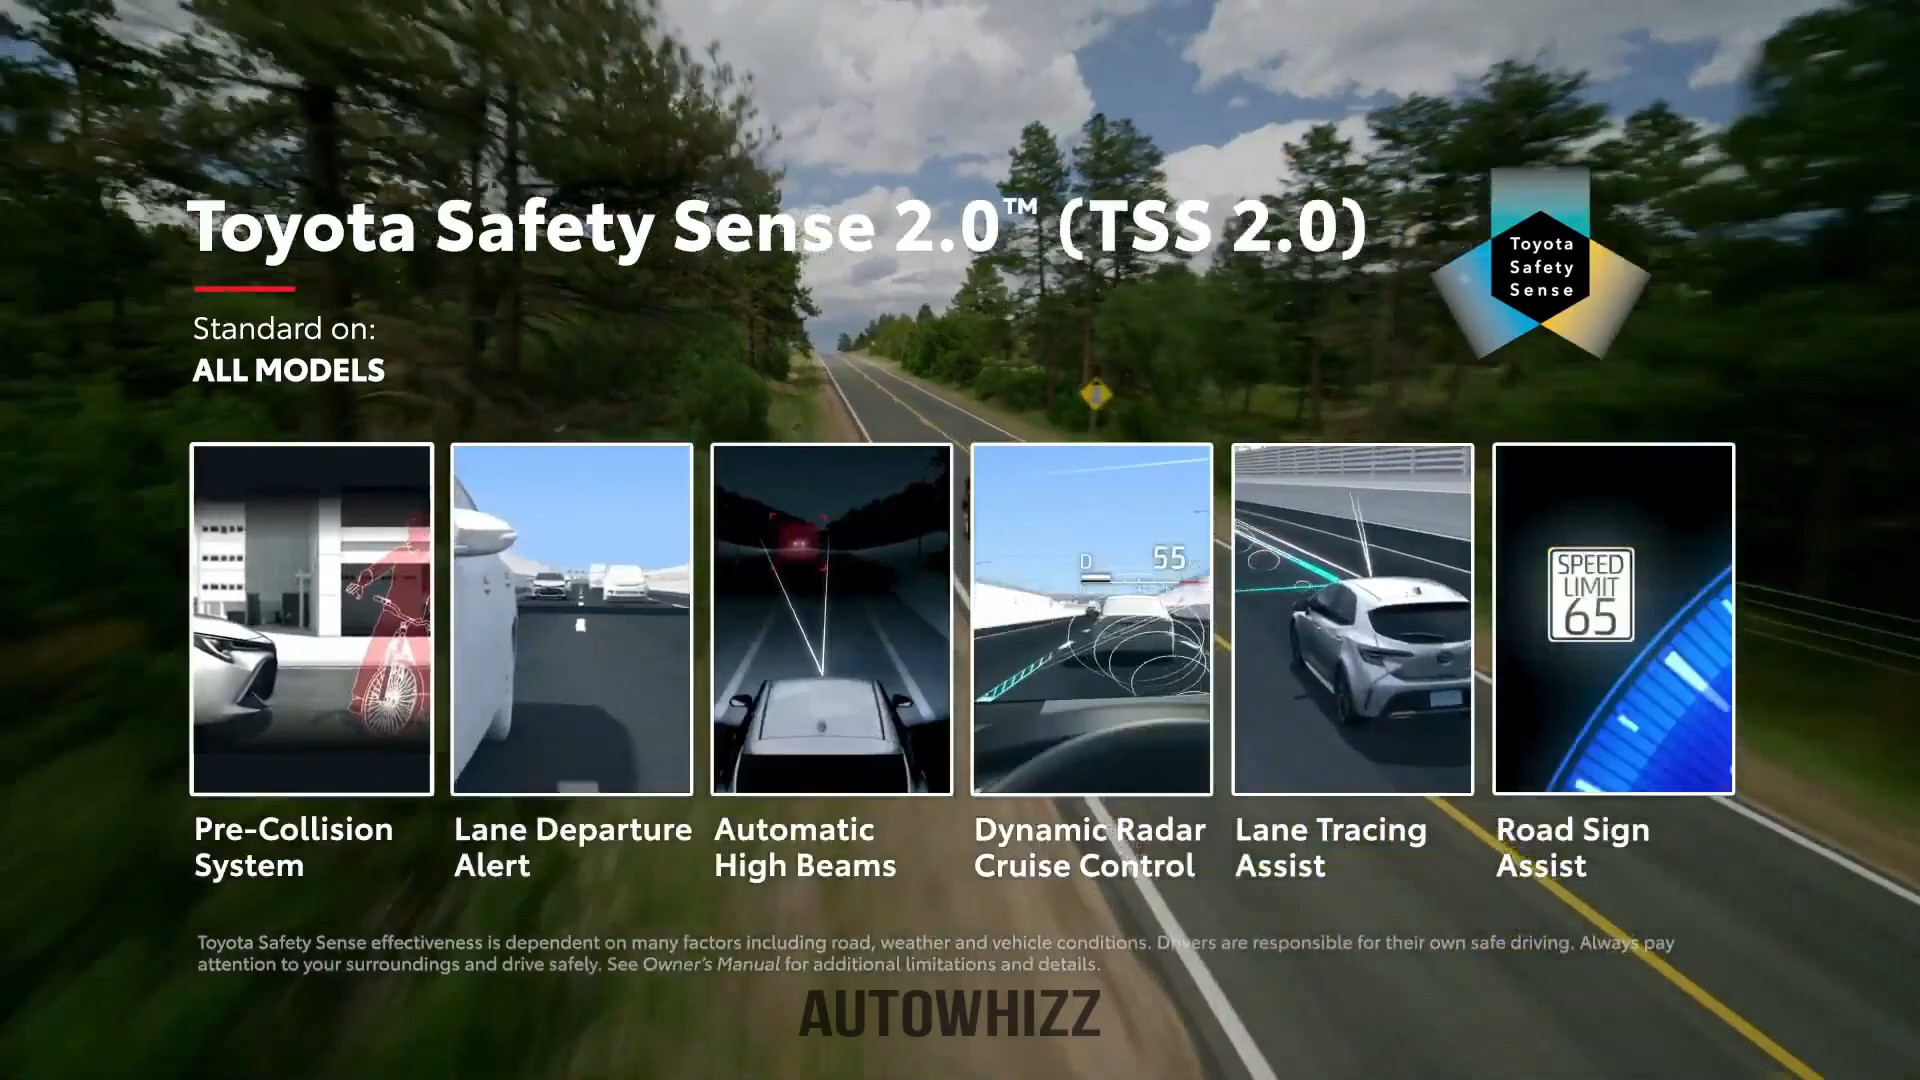 Toyota Safety Sense 2.0™ (TSS 2.0)
Toyota
Safety
Sense
Standard on:
ALL MODELS
D 55
SPEED
LIMIT
65
Pre-Collision
System
Lane Departure
Alert
Automatic
High Beams
Dynamic Radar
Cruise Control
Lane Tracing
Assist
Road Sign
Assist
Toyota Safety Sense effectiveness is dependent on many factors including road, weather and vehicle conditions. Drivers are responsible for their own safe driving. Always pay
attention to your surroundings and drive safely. See Owner's Manual for additional limitations and details.
AUTOWHIZZ